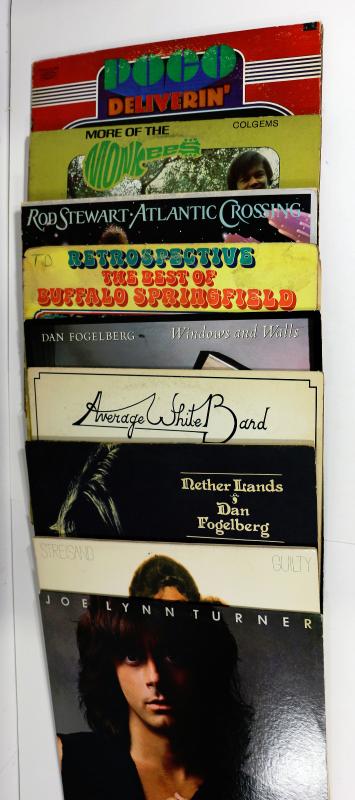 POCO
DELIVERIN'
MORE OF THE
MONKEES
COLGEMS
ROD STEWART·ATLANTIC CROSSING
TD
RETROSPECTIVE
THE BEST OF
BUFFALO SPRINGFIELD
DAN FOGELBERG
Windows and Walls
Average White Band
Nether Lands
Dan
Fogelberg
STREISAND
GUILTY
JOE LYNN TURNER